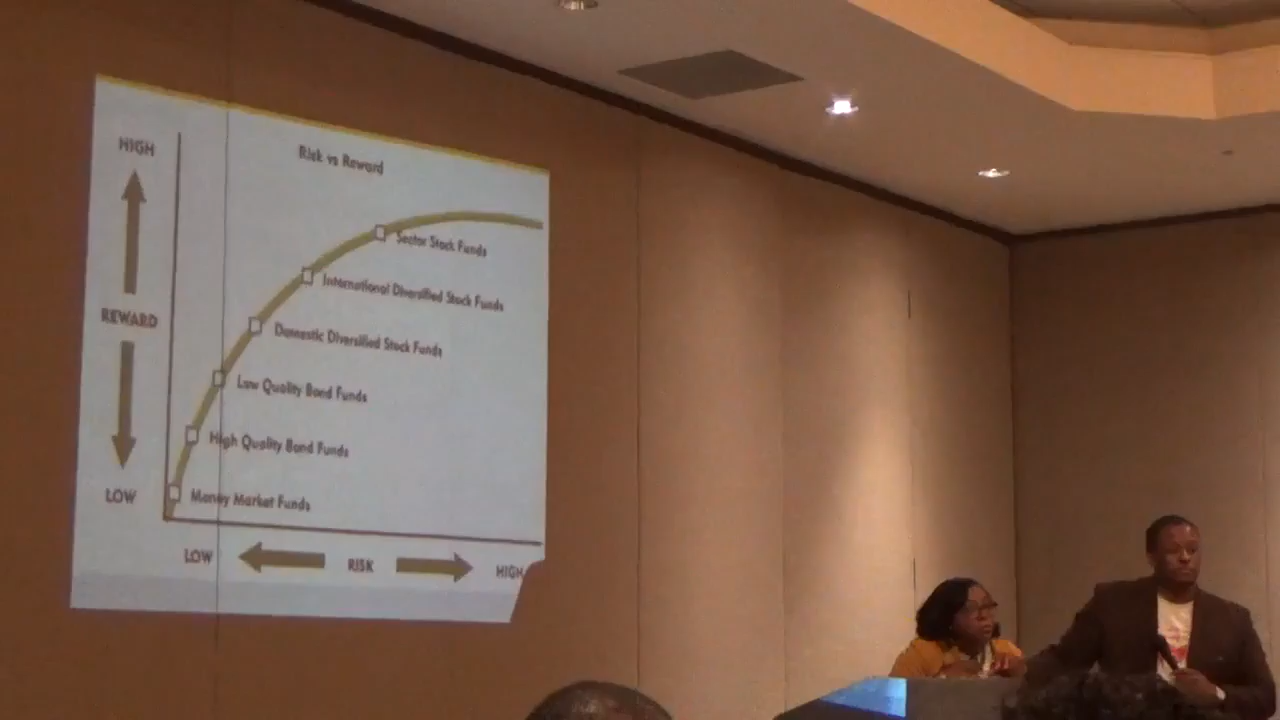 Risk vs Reward
HIGH
REWARD
LOW
Sector Stock Funds
International Diversified Stock Funds
Domestic Diversified Stock Funds
Low Quality Bond Funds
High Quality Bond Funds
Money Market Funds
LOW
RISK
HIGH